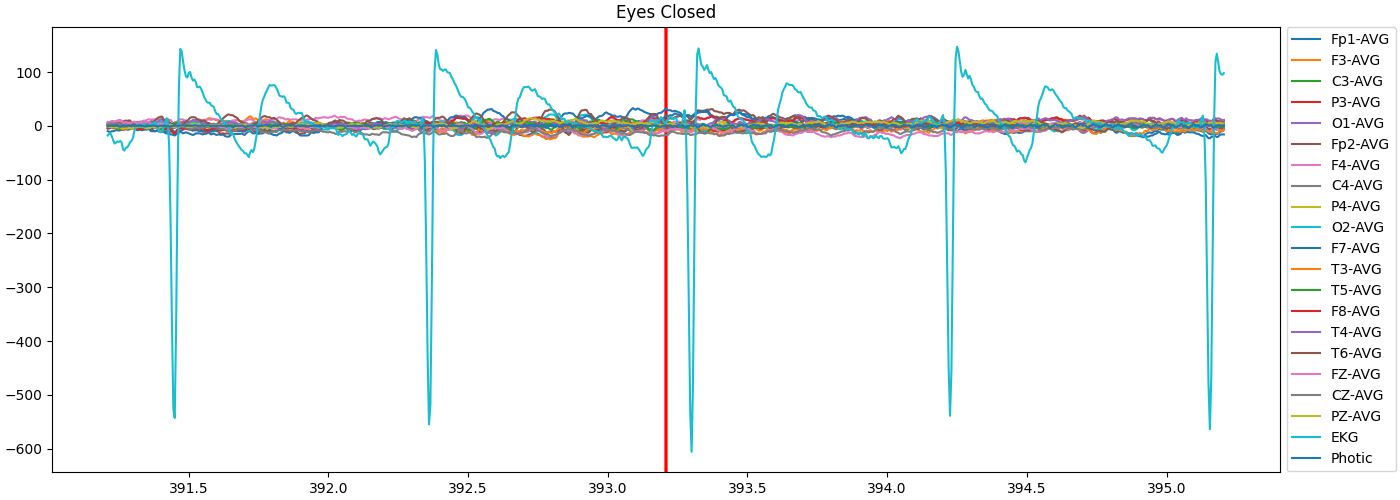 Eyes Closed
100
0
−100
−200
−300
−400
−500
−600
391.5 392.0 392.5 393.0 393.5 394.0 394.5 395.0
Fp1-AVG
F3-AVG
C3-AVG
P3-AVG
O1-AVG
Fp2-AVG
F4-AVG
C4-AVG
P4-AVG
O2-AVG
F7-AVG
T3-AVG
T5-AVG
F8-AVG
T4-AVG
T6-AVG
FZ-AVG
CZ-AVG
PZ-AVG
EKG
Photic